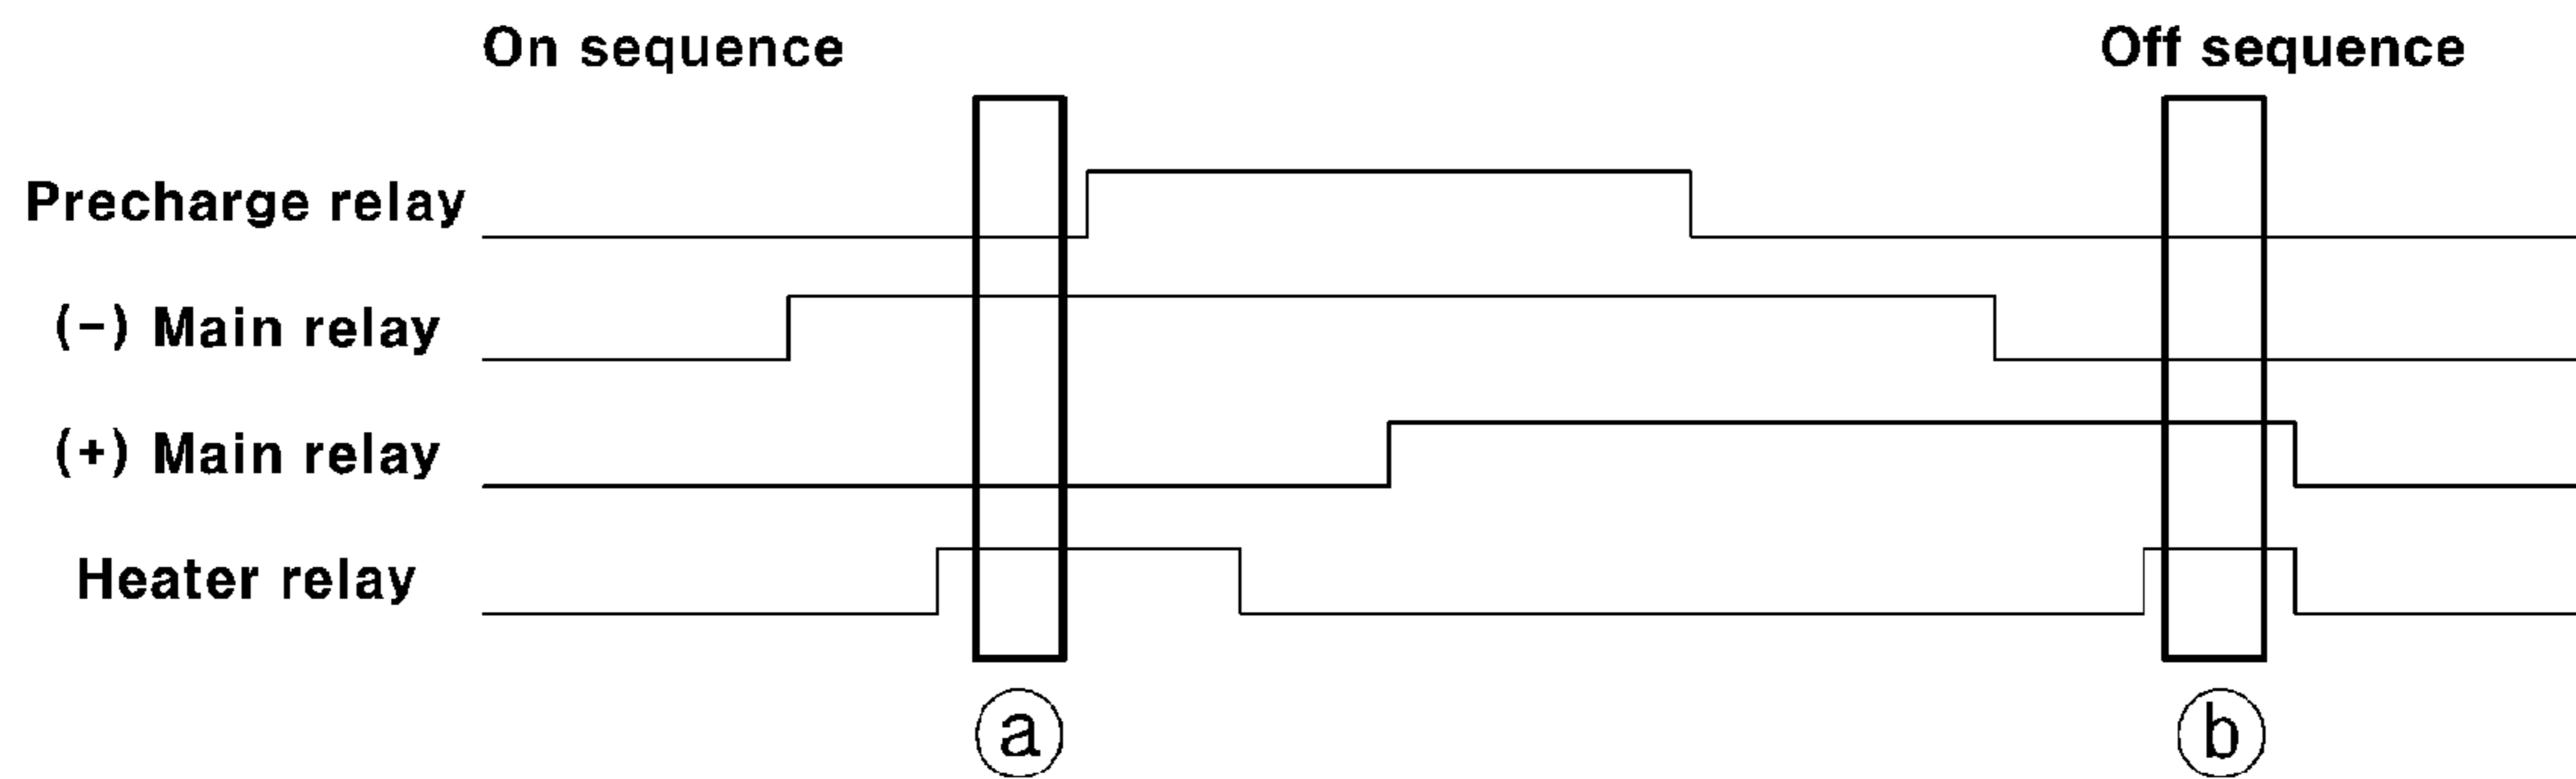 On sequence
Off sequence
Precharge relay
(-) Main relay
(+) Main relay
Heater relay
a
b